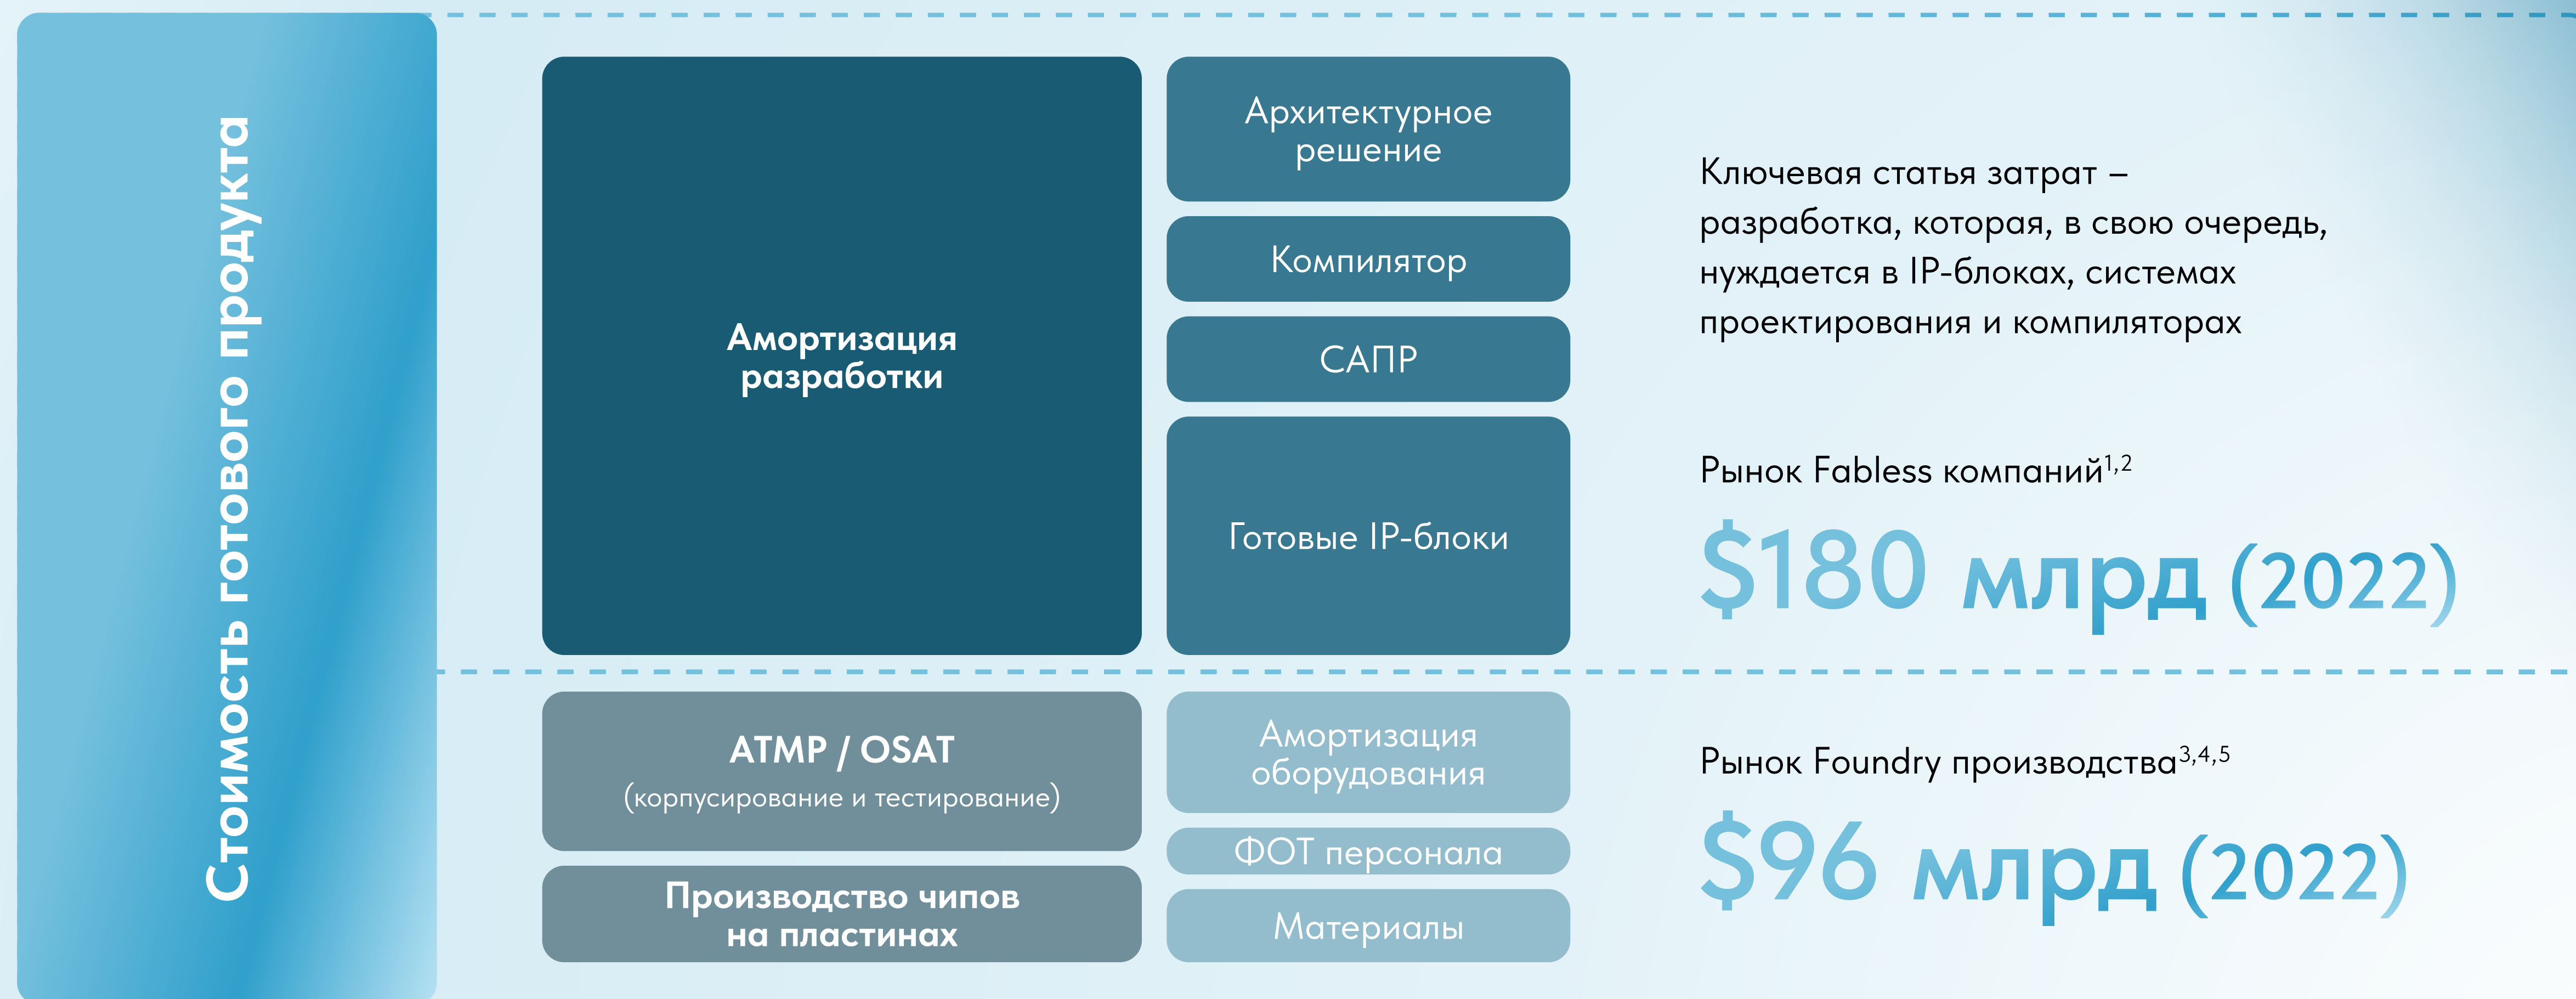 Стоимость готового продукта
Амортизация
разработки
Архитектурное
решение
Компилятор
САПР
Готовые IP-блоки
Ключевая статья затрат –
разработка, которая, в свою очередь,
нуждается в IP-блоках, системах
проектирования и компиляторах
Рынок Fabless компаний1,2
$180 млрд (2022)
ATMP / OSAT
(корпусирование и тестирование)
Производство чипов
на пластинах
Амортизация
оборудования
ФОТ персонала
Материалы
Рынок Foundry производства3,4,5
$96 млрд (2022)